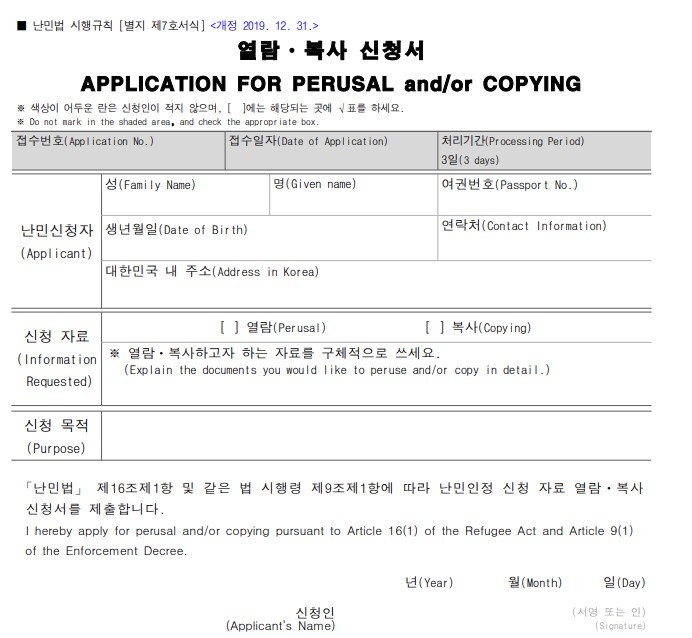 ■ 난민법 시행규칙 [별지 제7호서식] <개정 2019. 12. 31.>
열람·복사 신청서
APPLICATION FOR PERUSAL and/or COPYING
※ 색상이 어두운 란은 신청인이 적지 않으며, [ ]에는 해당되는 곳에 √표를 하세요.
※ Do not mark in the shaded area, and check the appropriate box.
접수번호(Application No.) 접수일자(Date of Application) 처리기간(Processing Period)
3일(3 days)
성(Family Name) 명(Given name) 여권번호(Passport No.)
난민신청자
(Applicant)
생년월일(Date of Birth) 연락처(Contact Information)
대한민국 내 주소(Address in Korea)
신청 자료
(Information
Requested)
[ ] 열람(Perusal) [ ] 복사(Copying)
※ 열람·복사하고자 하는 자료를 구체적으로 쓰세요.
(Explain the documents you would like to peruse and/or copy in detail.)
신청 목적
(Purpose)
「난민법」 제16조제1항 및 같은 법 시행령 제9조제1항에 따라 난민인정 신청 자료 열람·복사
신청서를 제출합니다.
I hereby apply for perusal and/or copying pursuant to Article 16(1) of the Refugee Act and Article 9(1)
of the Enforcement Decree.
년(Year) 월(Month) 일(Day)
신청인 (서명 또는 인)
(Applicant's Name) (Signature)